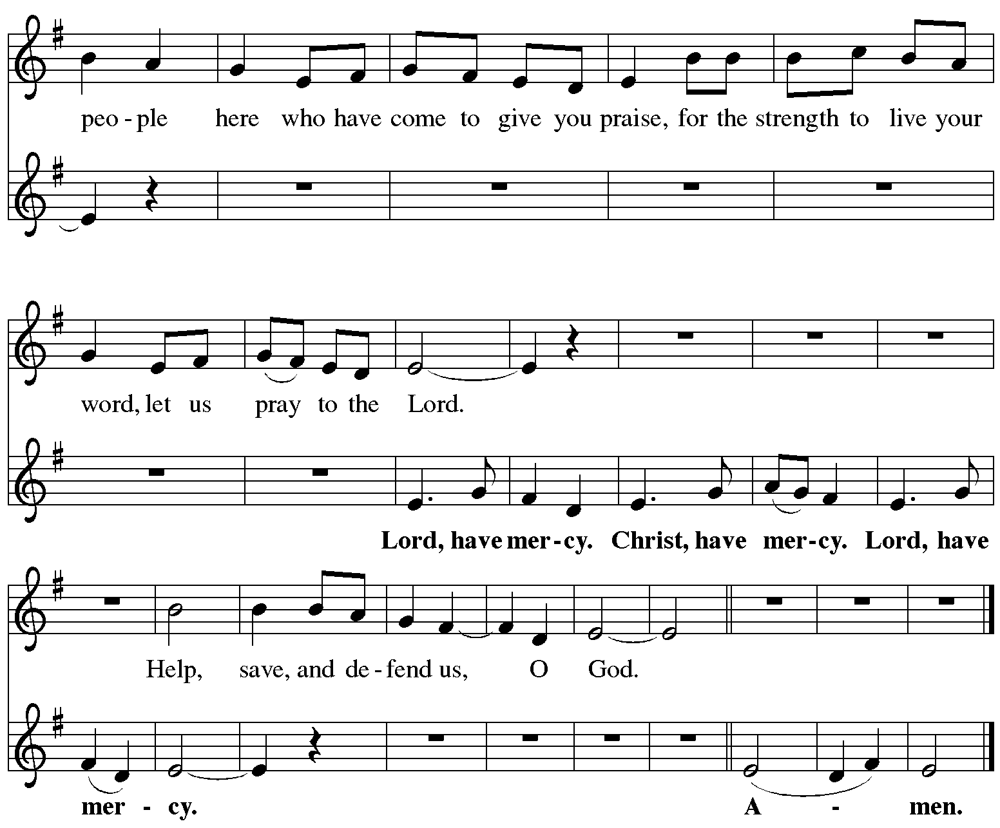 peo - ple here who have come to give you praise, for the strength to live your
word, let us pray to the Lord.
Lord, have mer - cy. Christ, have mer - cy. Lord, have
Help, save, and de - fend us, O God.
mer - cy. A - men.